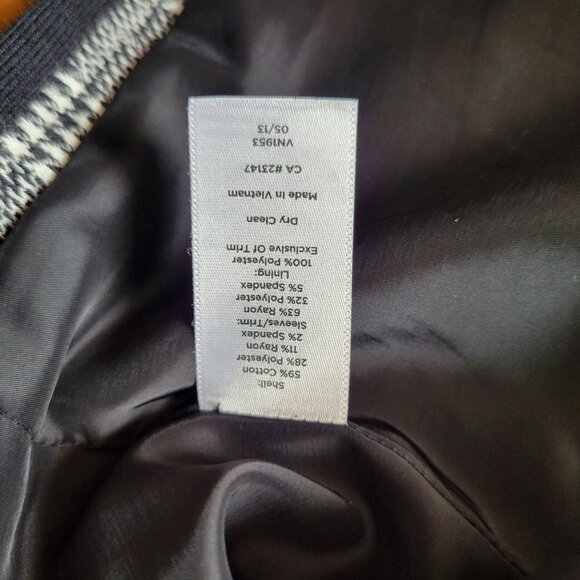 Shell:
59% Cotton
28% Polyester
11% Rayon
2% Spandex
Sleeves/Trim:
63% Rayon
32% Polyester
5% Spandex
Lining:
100% Polyester
Exclusive Of Trim
Dry Clean
Made In Vietnam
CA #23147
VN1953
05/13